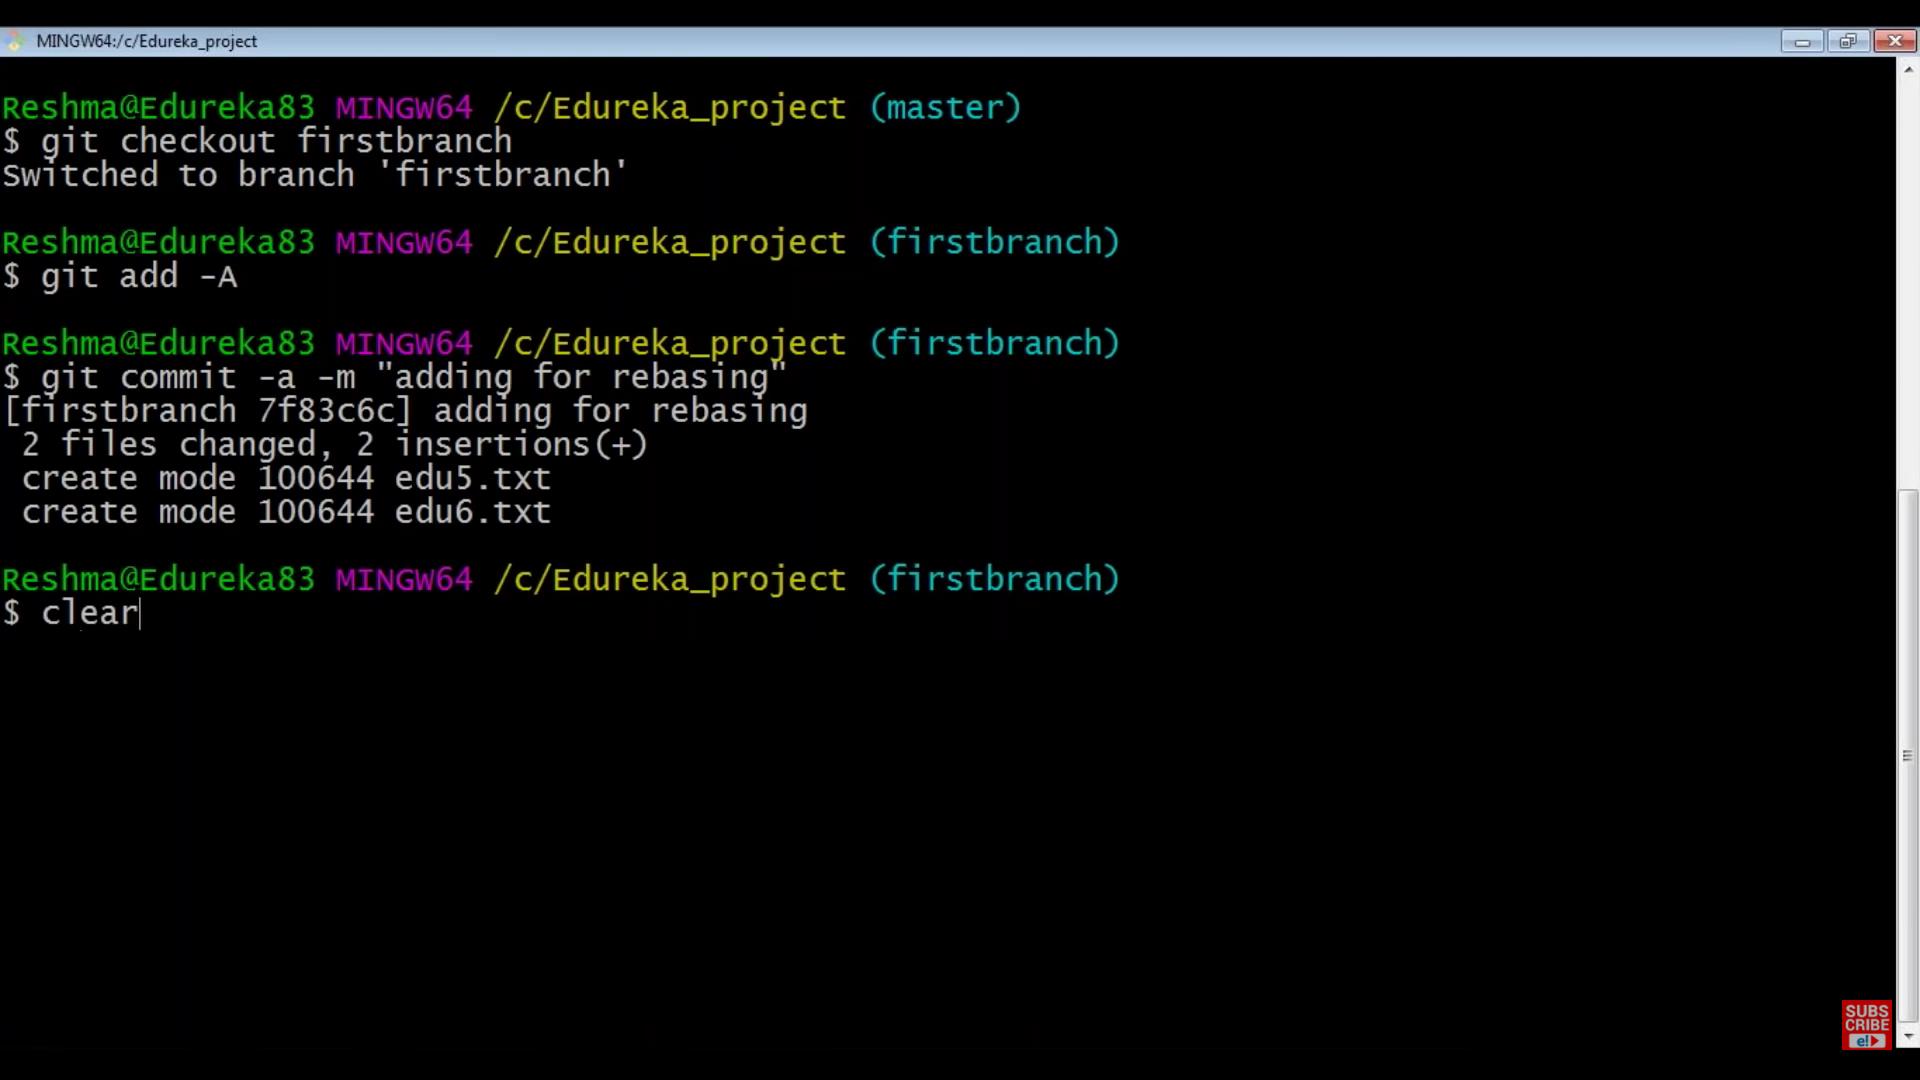 MINGW64:/c/Edureka_project
Reshma@Edureka83 MINGW64 /c/Edureka_project (master)
$ git checkout firstbranch
Switched to branch 'firstbranch'
Reshma@Edureka83 MINGW64 /c/Edureka_project (firstbranch)
$ git add -A
Reshma@Edureka83 MINGW64 /c/Edureka_project (firstbranch)
$ git commit -a -m "adding for rebasing"
[firstbranch 7f83c6c] adding for rebasing
 2 files changed, 2 insertions(+)
 create mode 100644 edu5.txt
 create mode 100644 edu6.txt
Reshma@Edureka83 MINGW64 /c/Edureka_project (firstbranch)
$ clear
SUBS
CRIBE
e!